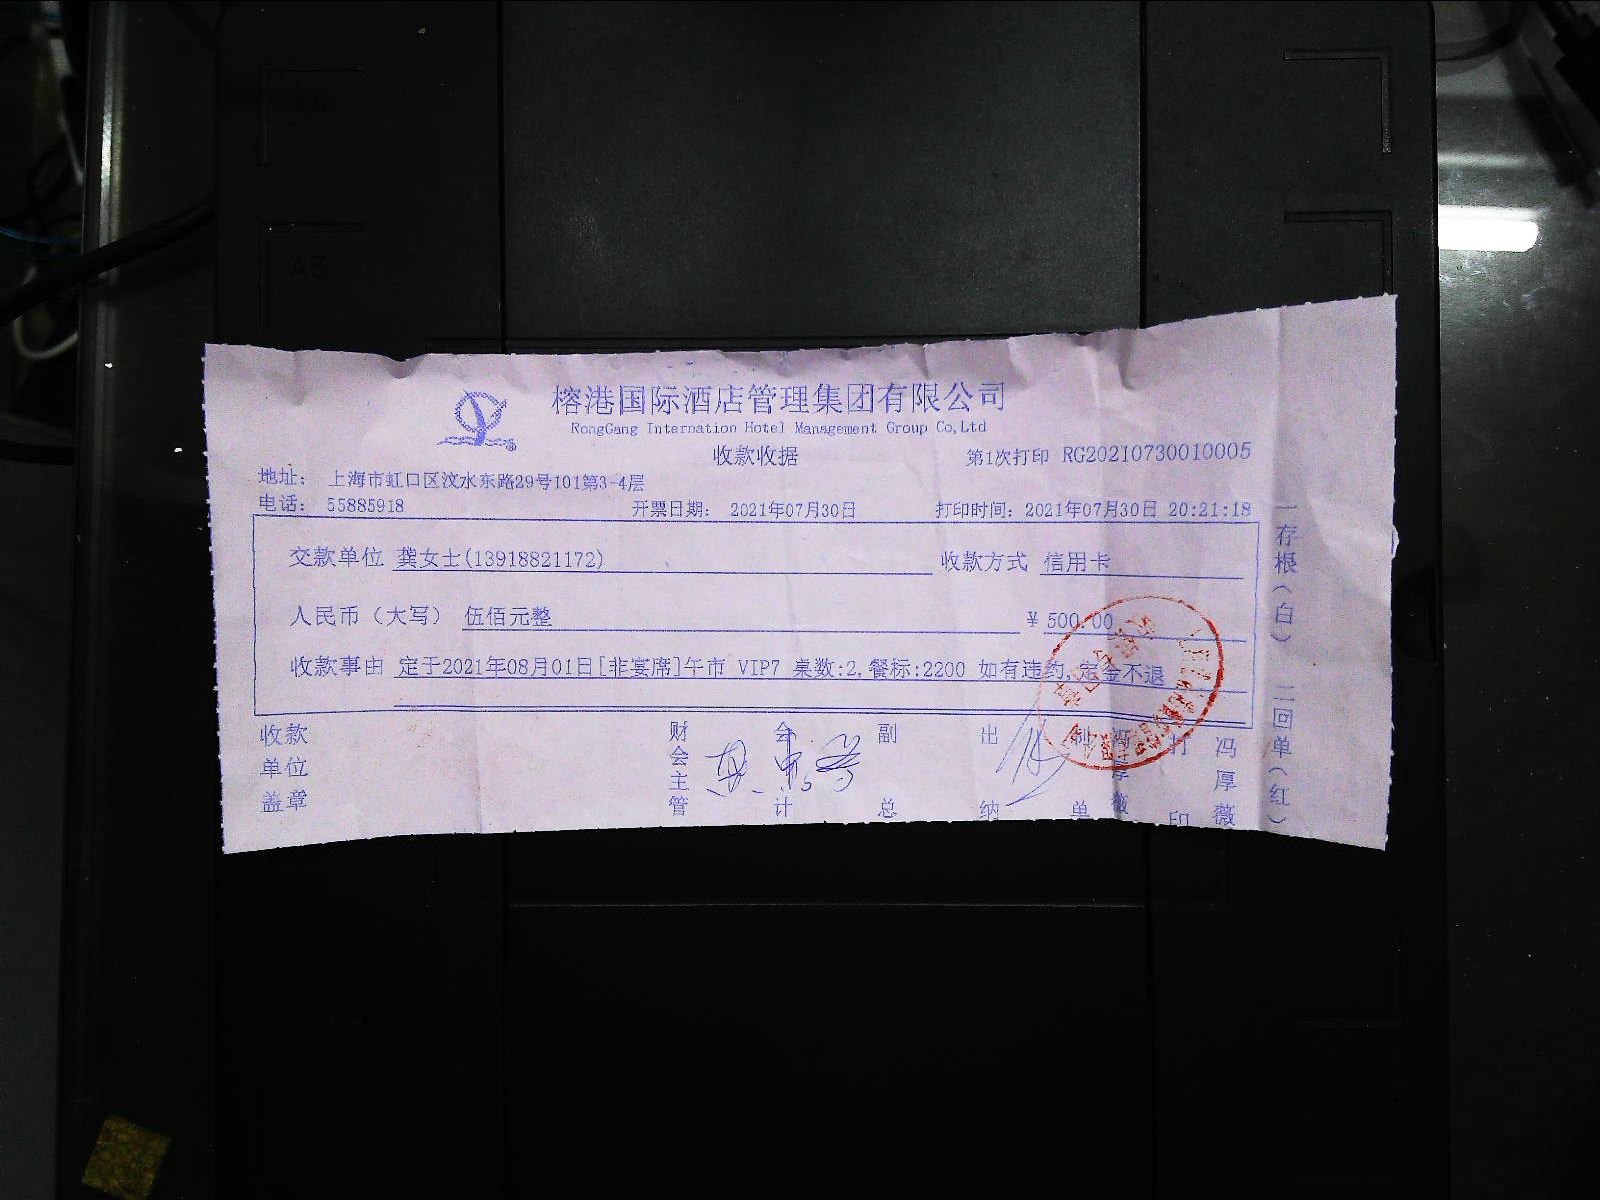 榕港国际酒店管理集团有限公司
RongGang Internation Hotel Management Group Co,Ltd
收款收据
第1次打印 RG20210730010005
地址: 上海市虹口区汶水东路29号101第3-4层
电话: 55885918
开票日期: 2021年07月30日
打印时间: 2021年07月30日 20:21:18
交款单位 龚女士(13918821172)
收款方式 信用卡
人民币(大写) 伍佰元整
¥ 500.00
收款事由 定于2021年08月01日[非宴席]午市 VIP7 桌数:2,餐标:2200 如有违约,定金不退
收款单位盖章
财会主管
会计
副总
出纳
制单
冯厚薇
打印
冯厚薇
一存根(白)
二回单(红)
A5